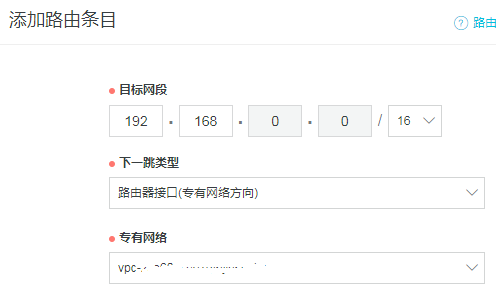 添加路由条目
? 路由
目标网段
192 . 168 . 0 . 0 / 16
下一跳类型
路由器接口(专有网络方向)
专有网络
vpc-